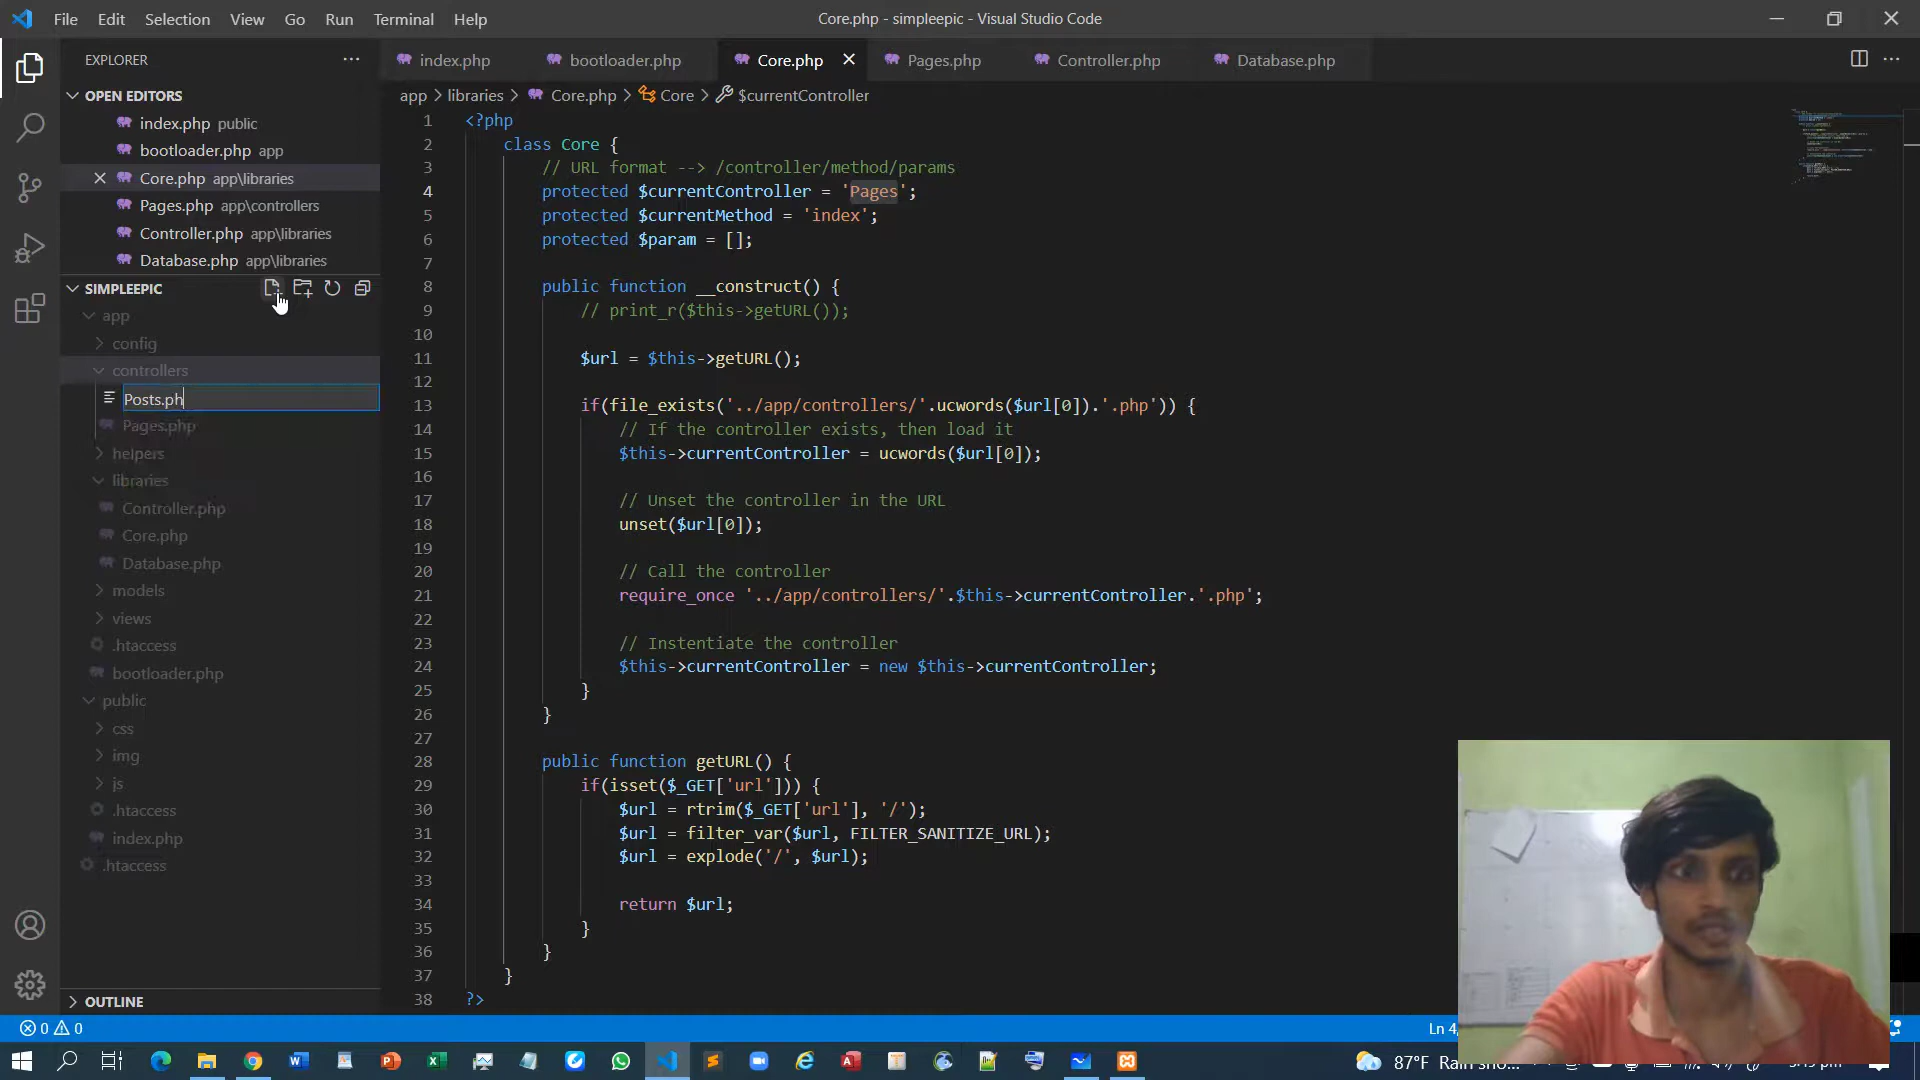 File Edit Selection View Go Run Terminal Help
Core.php - simpleepic - Visual Studio Code
EXPLORER
OPEN EDITORS
index.php public
bootloader.php app
Core.php app\libraries
Pages.php app\controllers
Controller.php app\libraries
Database.php app\libraries
SIMPLEEPIC
app
config
controllers
Posts.ph
Pages.php
helpers
libraries
Controller.php
Core.php
Database.php
models
views
.htaccess
bootloader.php
public
css
img
js
.htaccess
index.php
.htaccess
OUTLINE
index.php bootloader.php Core.php Pages.php Controller.php Database.php
app > libraries > Core.php > Core > $currentController
1 <?php
2 class Core {
3 // URL format --> /controller/method/params
4 protected $currentController = 'Pages';
5 protected $currentMethod = 'index';
6 protected $param = [];
7
8 public function __construct() {
9 // print_r($this->getURL());
10
11 $url = $this->getURL();
12
13 if(file_exists('../app/controllers/'.ucwords($url[0]).'.php')) {
14 // If the controller exists, then load it
15 $this->currentController = ucwords($url[0]);
16
17 // Unset the controller in the URL
18 unset($url[0]);
19
20 // Call the controller
21 require_once '../app/controllers/'.$this->currentController.'.php';
22
23 // Instentiate the controller
24 $this->currentController = new $this->currentController;
25 }
26 }
27
28 public function getURL() {
29 if(isset($_GET['url'])) {
30 $url = rtrim($_GET['url'], '/');
31 $url = filter_var($url, FILTER_SANITIZE_URL);
32 $url = explode('/', $url);
33
34 return $url;
35 }
36 }
37 }
38 ?>
0 0
Ln 4,
87°F Rain sho...